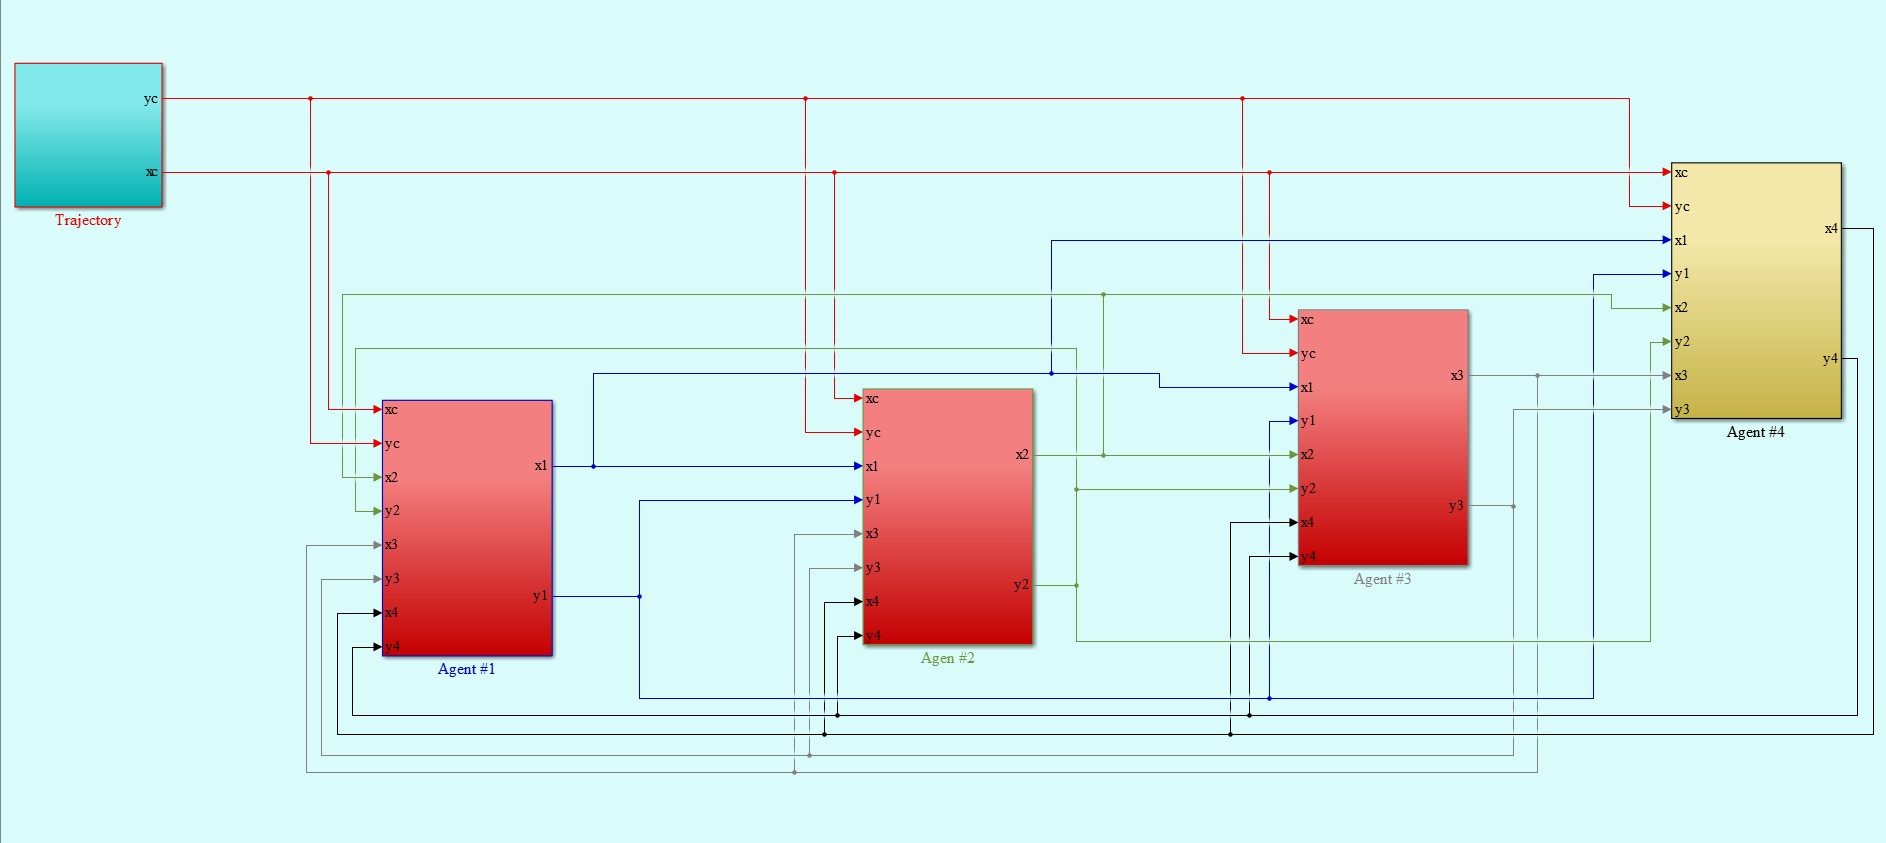 yc
xc
Trajectory
xc
yc
x2
y2
x3
y3
x4
y4
x1
y1
Agent #1
xc
yc
x1
y1
x3
y3
x4
y4
x2
y2
Agen #2
xc
yc
x1
y1
x2
y2
x4
y4
x3
y3
Agent #3
xc
yc
x1
y1
x2
y2
x3
y3
x4
y4
Agent #4